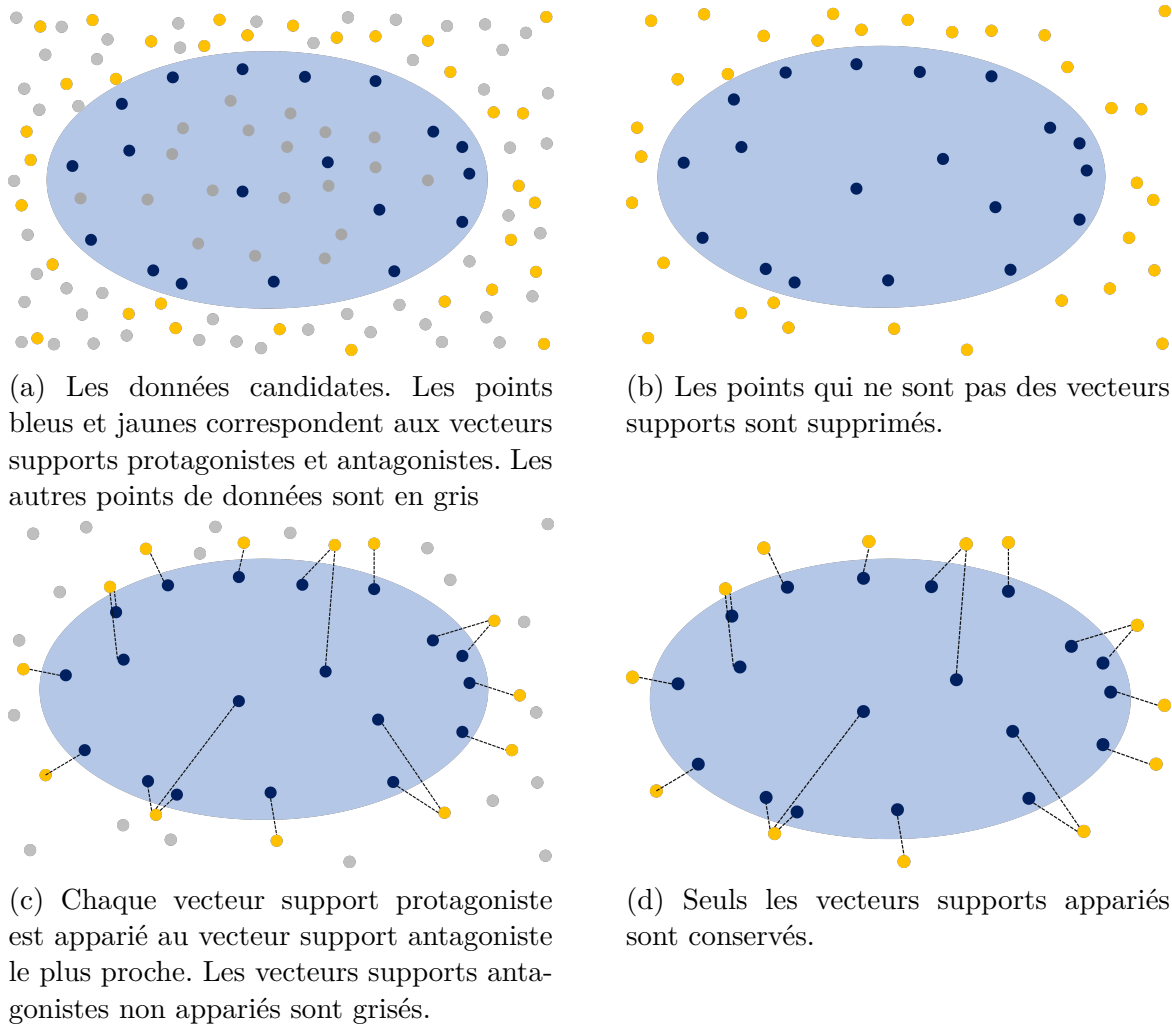 (a) Les données candidates. Les points
bleus et jaunes correspondent aux vecteurs
supports protagonistes et antagonistes. Les
autres points de données sont en gris
(b) Les points qui ne sont pas des vecteurs
supports sont supprimés.
(c) Chaque vecteur support protagoniste
est apparié au vecteur support antagoniste
le plus proche. Les vecteurs supports anta-
gonistes non appariés sont grisés.
(d) Seuls les vecteurs supports appariés
sont conservés.